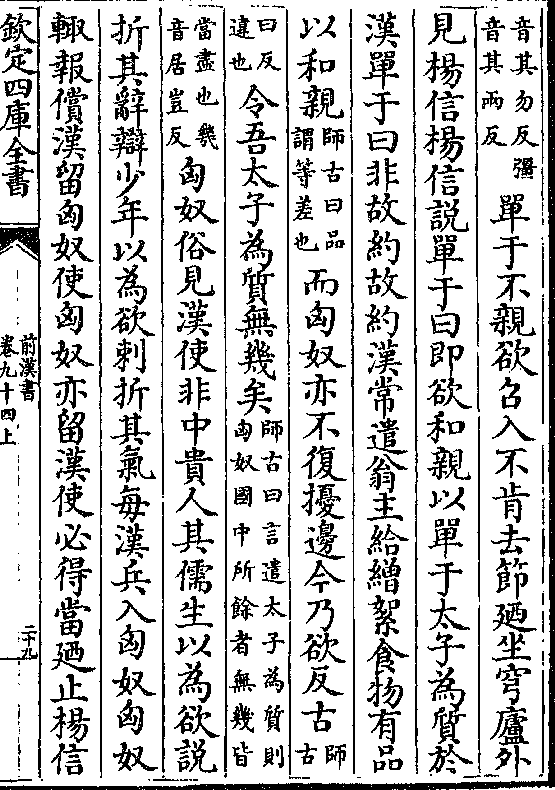 音其勿反彊
音其兩反
單于不親欲召入不肯去節廼坐穹廬外
見楊信楊信說單于曰即欲和親以單于太子為質於
漢單于曰非故約故約漢常遣翁主給繒絮食物有品
以和親
師古曰品
謂等差也
而匈奴亦不復擾邊今乃欲反古
師
古
曰反
違也
令吾太子為質無幾矣
師古曰言遣太子為質則
匈奴國中所餘者無幾皆
當盡也幾
音居豈反
匈奴俗見漢使非中貴人其儒生以為欲說
折其辭辯少年以為欲刺折其氣每漢兵入匈奴匈奴
輙報償漢留匈奴使匈奴亦留漢使必得當廼止楊信
欽定四庫全書
前漢書
卷九十四上
二十九